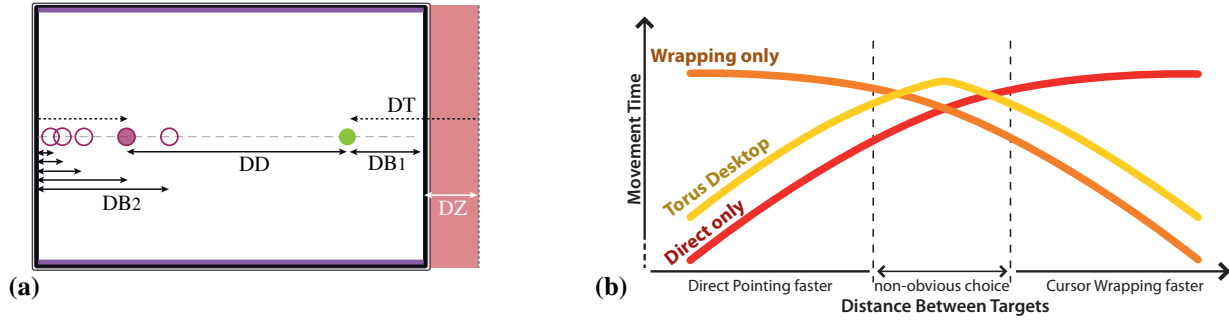 DT
DD
DB1
DB2
DZ
(a)
Movement Time
Wrapping only
Torus Desktop
Direct only
Direct Pointing faster
non-obvious choice
Cursor Wrapping faster
Distance Between Targets
(b)